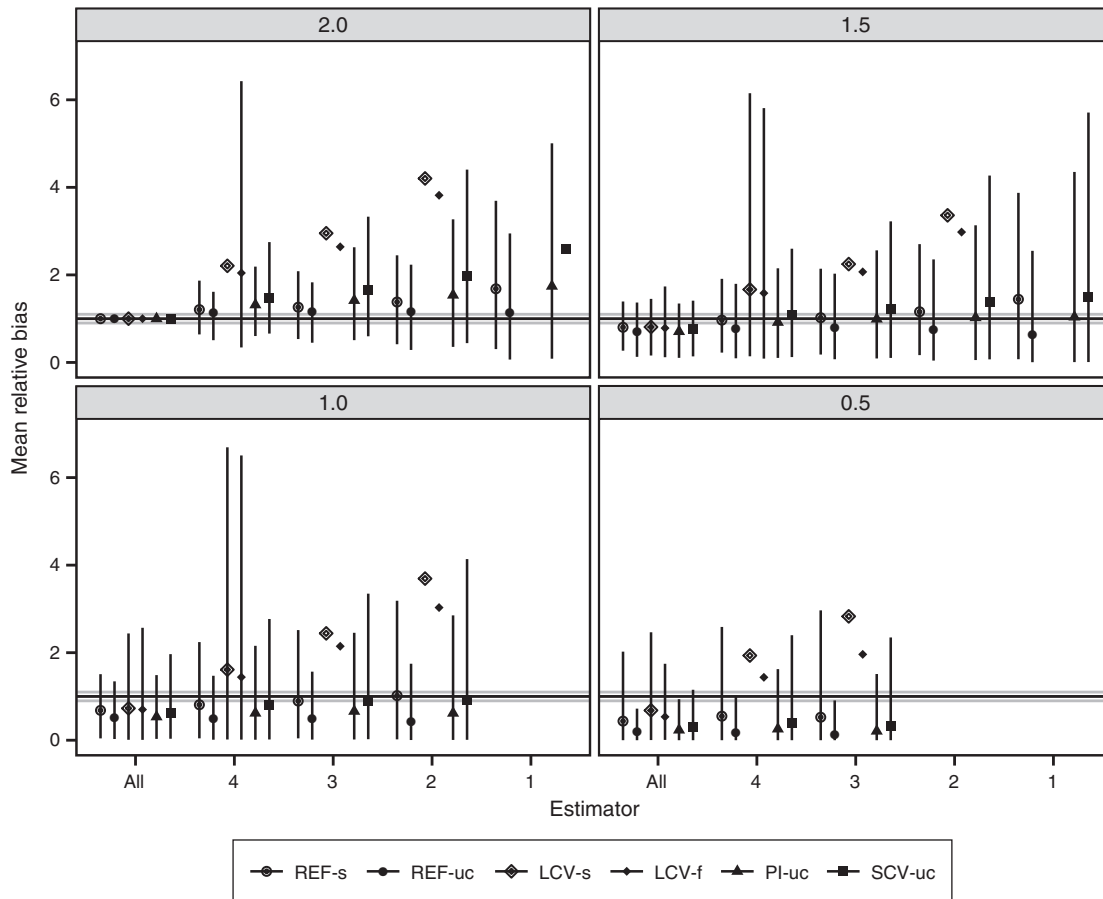 2.0
1.5
Mean relative bias
6
4
2
0
1.0
0.5
6
4
2
0
All 4 3 2 1
All 4 3 2 1
Estimator
REF-s REF-uc LCV-s LCV-f PI-uc SCV-uc